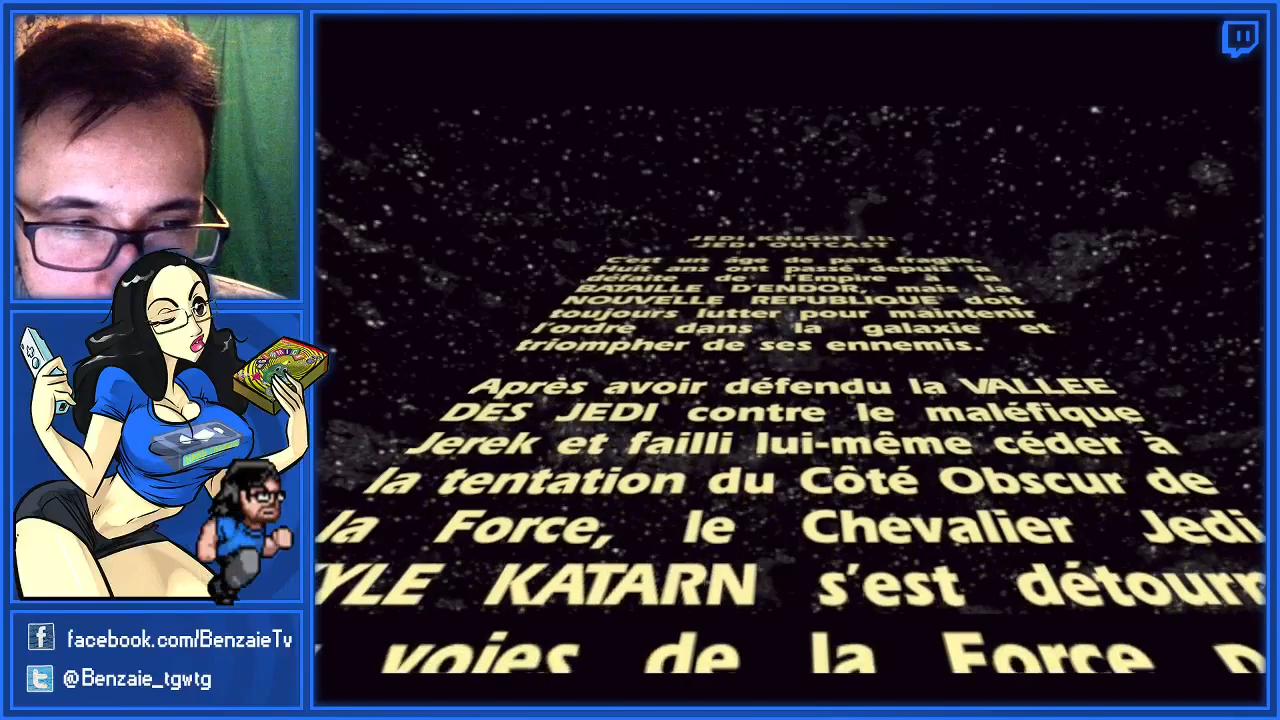 JEDI KNIGHT II:
JEDI OUTCAST
C'est un âge de paix fragile.
Huit ans ont passé depuis la
défaite de l'Empire à la
BATAILLE D'ENDOR, mais la
NOUVELLE REPUBLIQUE doit
toujours lutter pour maintenir
l'ordre dans la galaxie et
triompher de ses ennemis.
Après avoir défendu la VALLEE
DES JEDI contre le maléfique
Jerek et failli lui-même céder à
la tentation du Côté Obscur de
la Force, le Chevalier Jedi
YLE KATARN s'est détourn
voies de la Force p
facebook.com/BenzaieTv
@Benzaie_tgwtg